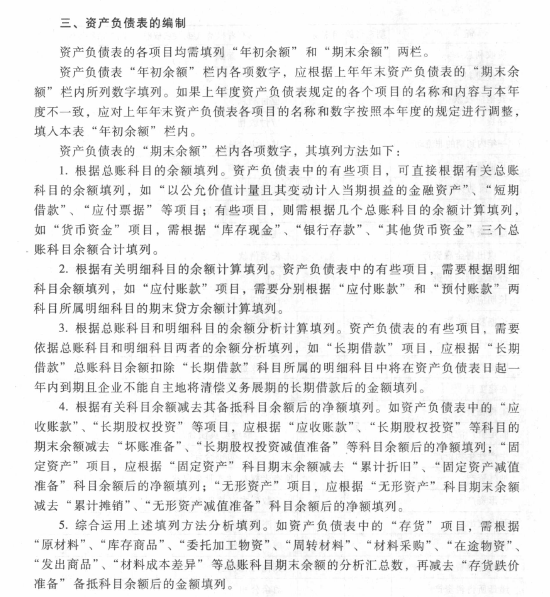 三、资产负债表的编制
资产负债表的各项目均需填列“年初余额”和“期末余额”两栏。
资产负债表“年初余额”栏内各项数字，应根据上年年末资产负债表的“期末余
额”栏内所列数字填列。如果上年度资产负债表规定的各个项目的名称和内容与本年
度不一致，应对上年年末资产负债表各项目的名称和数字按照本年度的规定进行调整，
填入本表“年初余额”栏内。
资产负债表的“期末余额”栏内各项数字，其填列方法如下：
1. 根据总账科目的余额填列。资产负债表中的有些项目，可直接根据有关总账
科目的余额填列，如“以公允价值计量且其变动计入当期损益的金融资产”、“短期
借款”、“应付票据”等项目；有些项目，则需根据几个总账科目的余额计算填列，
如“货币资金”项目，需根据“库存现金”、“银行存款”、“其他货币资金”三个总
账科目余额合计填列。
2. 根据有关明细科目的余额计算填列。资产负债表中的有些项目，需要根据明细
科目余额填列，如“应付账款”项目，需要分别根据“应付账款”和“预付账款”两
科目所属明细科目的期末贷方余额计算填列。
3. 根据总账科目和明细科目的余额分析计算填列。资产负债表的有些项目，需要
依据总账科目和明细科目两者的余额分析填列，如“长期借款”项目，应根据“长期
借款”总账科目余额扣除“长期借款”科目所属的明细科目中将在资产负债表日起一
年内到期且企业不能自主地将清偿义务展期的长期借款后的金额填列。
4. 根据有关科目余额减去其备抵科目余额后的净额填列。如资产负债表中的“应
收账款”、“长期股权投资”等项目，应根据“应收账款”、“长期股权投资”等科目的
期末余额减去“坏账准备”、“长期股权投资减值准备”等科目余额后的净额填列；“固
定资产”项目，应根据“固定资产”科目期末余额减去“累计折旧”、“固定资产减值
准备”科目余额后的净额填列；“无形资产”项目，应根据“无形资产”科目期末余额
减去“累计摊销”、“无形资产减值准备”科目余额后的净额填列。
5. 综合运用上述填列方法分析填列。如资产负债表中的“存货”项目，需根据
“原材料”、“库存商品”、“委托加工物资”、“周转材料”、“材料采购”、“在途物资”、
“发出商品”、“材料成本差异”等总账科目期末余额的分析汇总数，再减去“存货跌价
准备”备抵科目余额后的金额填列。